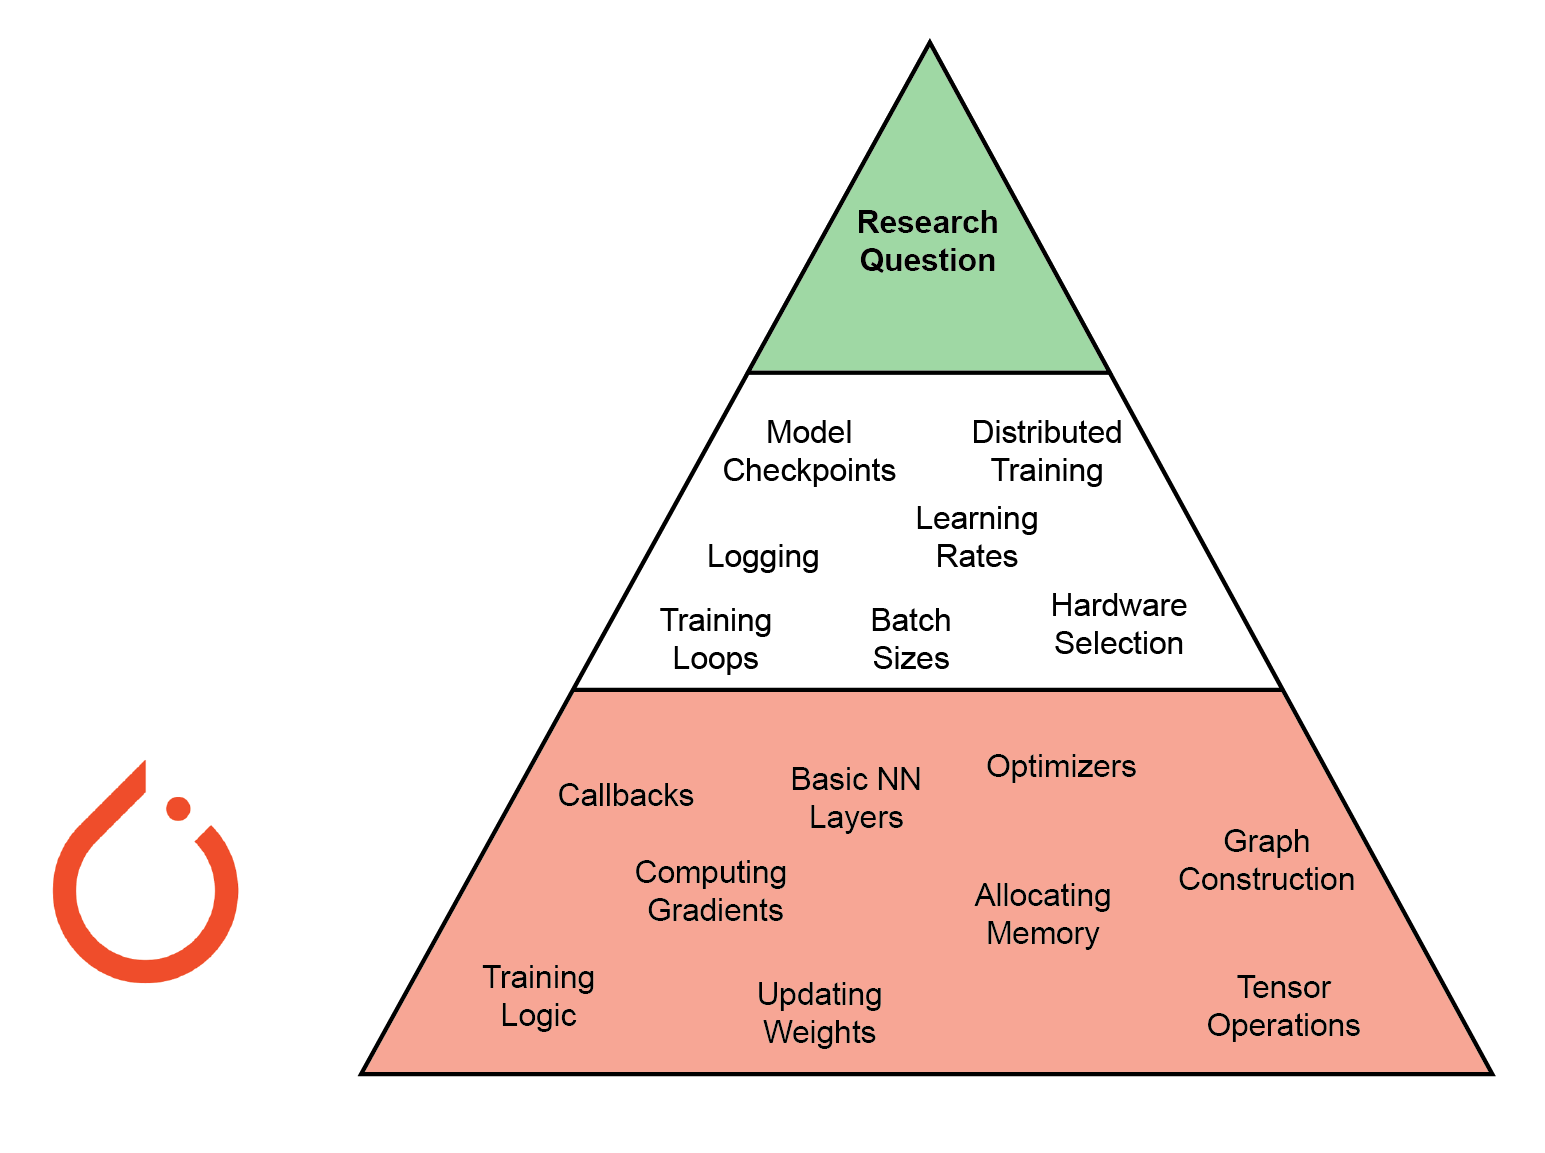 Research
Question
Model
Checkpoints
Distributed
Training
Learning
Rates
Logging
Training
Loops
Batch
Sizes
Hardware
Selection
Callbacks
Basic NN
Layers
Optimizers
Graph
Construction
Computing
Gradients
Allocating
Memory
Training
Logic
Updating
Weights
Tensor
Operations